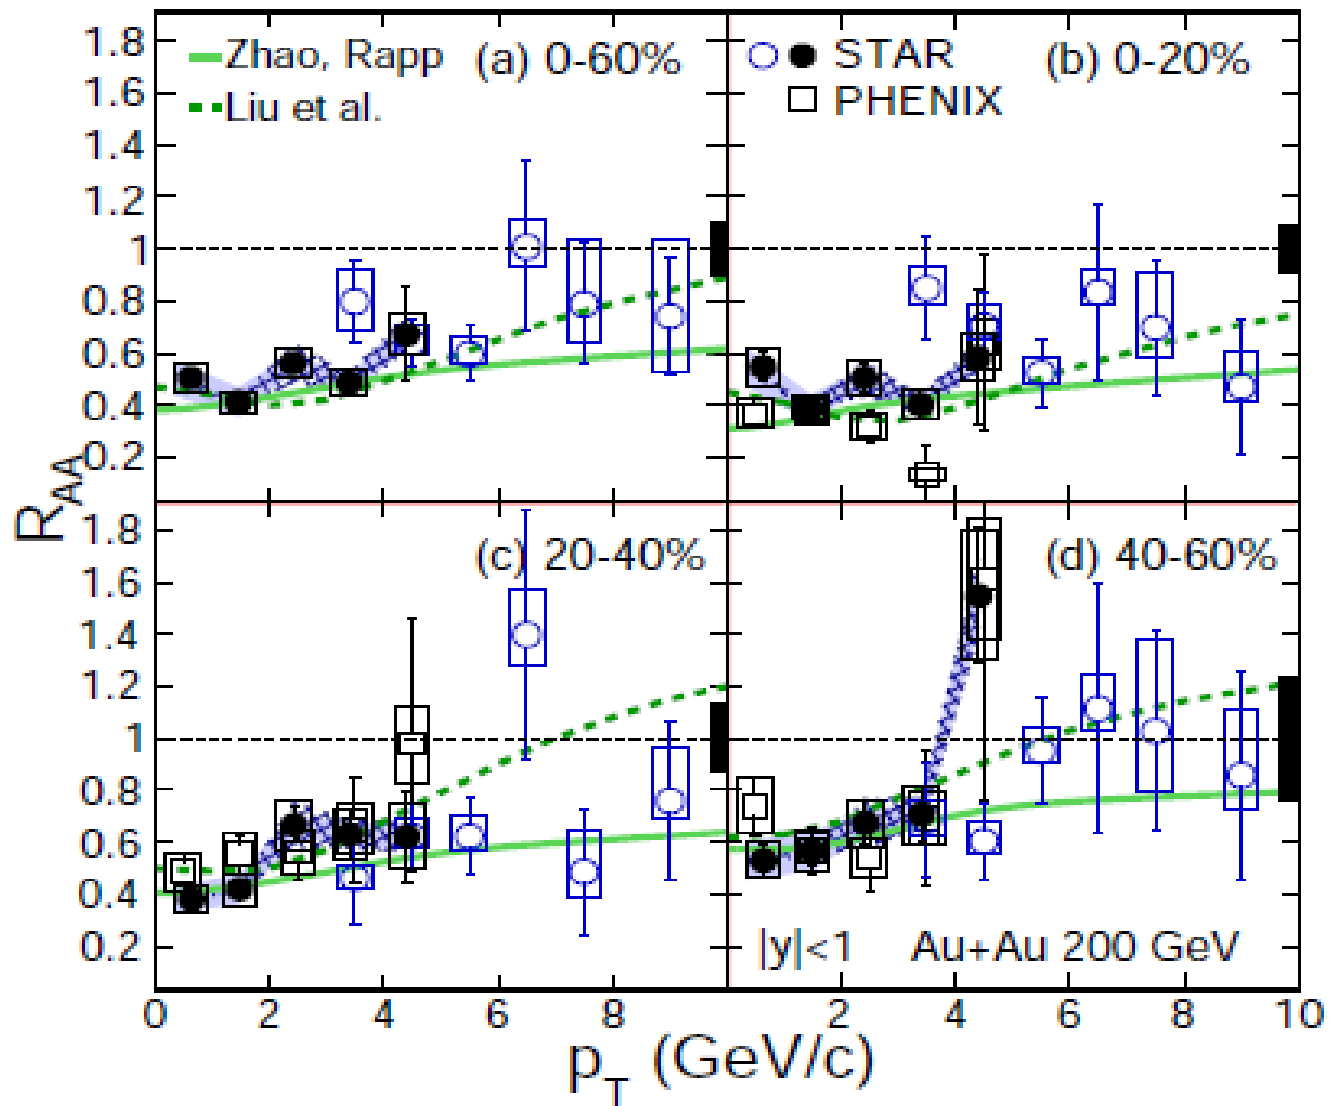 1.8
1.6
1.4
1.2
1
0.8
0.6
0.4
0.2
Zhao, Rapp
Liu et al.
(a) 0-60%
STAR
PHENIX
(b) 0-20%
R_AA
1.8
1.6
1.4
1.2
1
0.8
0.6
0.4
0.2
(c) 20-40%
(d) 40-60%
|y|<1 Au+Au 200 GeV
0 2 4 6 8 2 4 6 8 10
p_T (GeV/c)